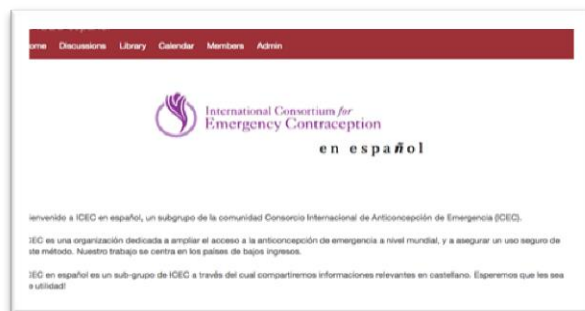 ome Discussions Library Calendar Members Admin
International Consortium for
Emergency Contraception
en español
ienvenido a ICEC en español, un subgrupo de la comunidad Consorcio Internacional de Anticoncepción de Emergencia (ICEC).
EC es una organización dedicada a ampliar el acceso a la anticoncepción de emergencia a nivel mundial, y a asegurar un uso seguro de
ste método. Nuestro trabajo se centra en los países de bajos ingresos.
EC en español es un sub-grupo de ICEC a través del cual compartiremos informaciones relevantes en castellano. Esperemos que les sea
e utilidad!